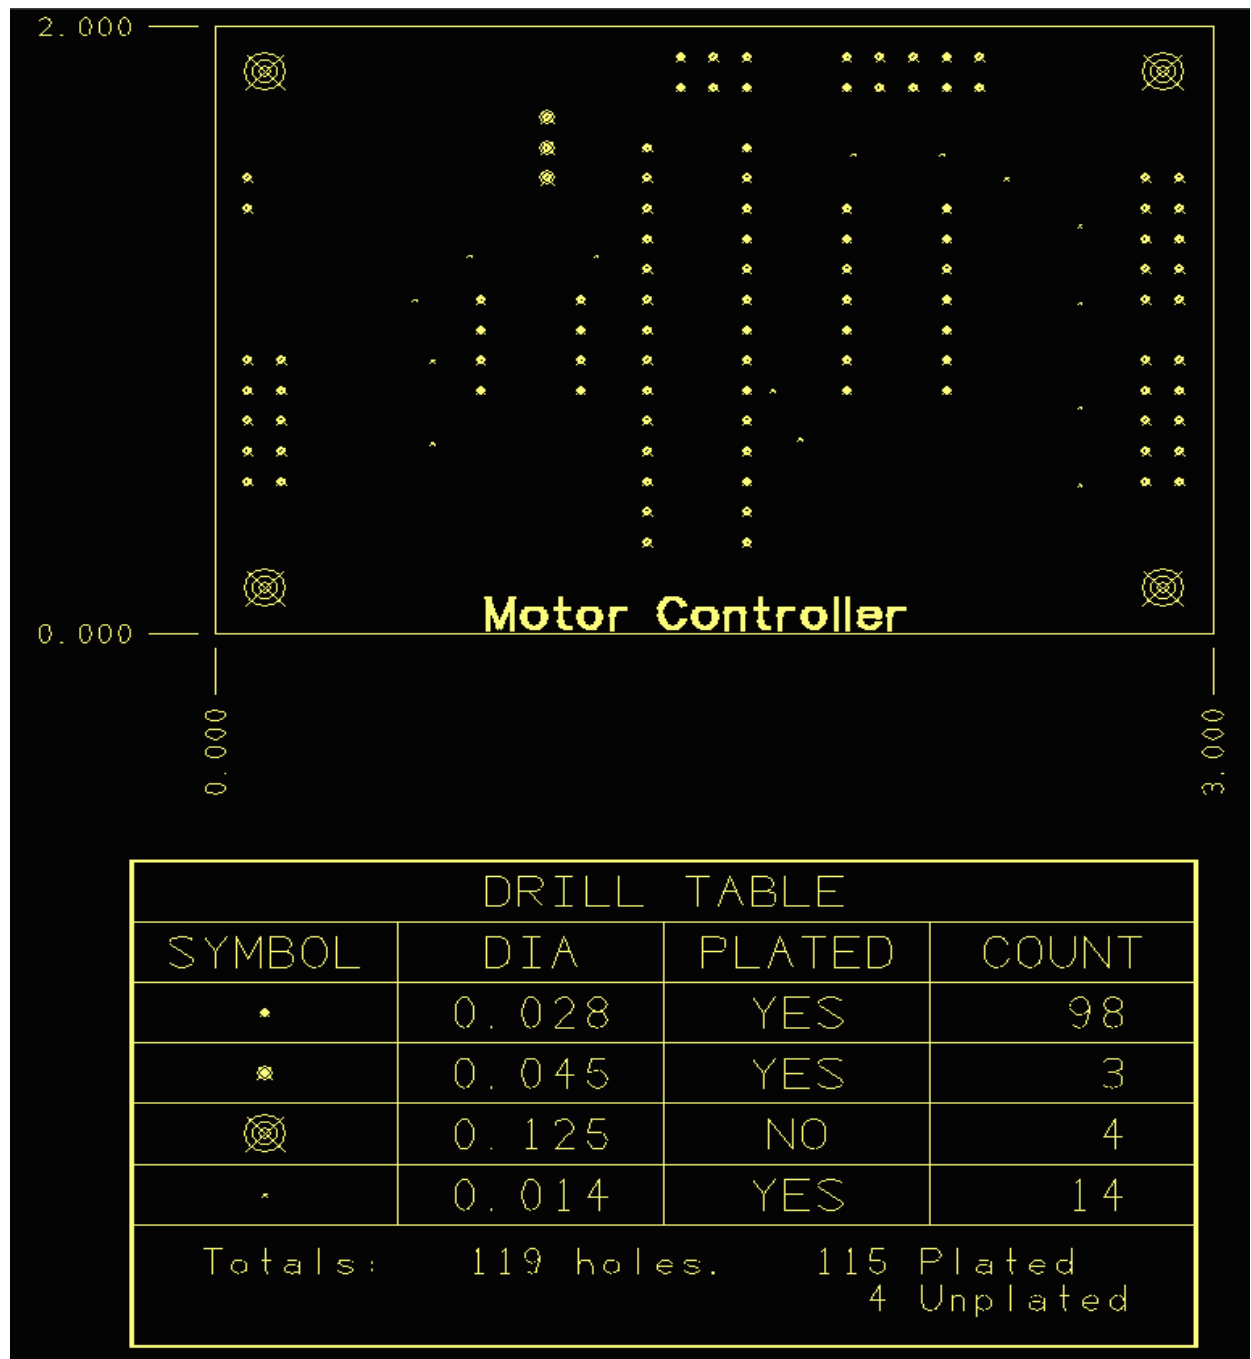 2.000
0.000
Motor Controller
0.000
3.000
DRILL TABLE
SYMBOL DIA PLATED COUNT
0.028 YES 98
0.045 YES 3
0.125 NO 4
0.014 YES 14
Totals: 119 holes. 115 Plated
4 Unplated